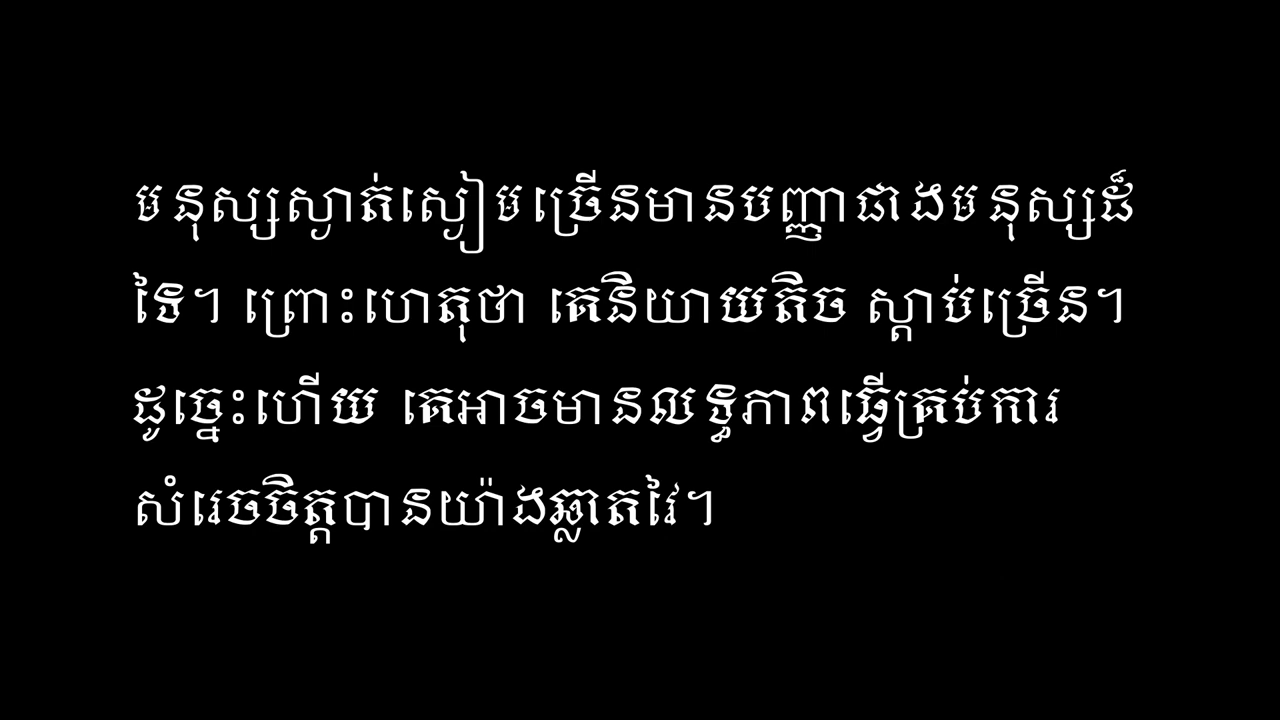 មនុស្សស្ងាត់ស្ងៀមច្រើនមានបញ្ញាជាងមនុស្សដ៏
ទៃ។ ព្រោះហេតុថា គេនិយាយតិច ស្តាប់ច្រើន។
ដូច្នេះហើយ គេអាចមានលទ្ធភាពធ្វើគ្រប់ការ
សំរេចចិត្តបានយ៉ាងឆ្លាតវៃ។